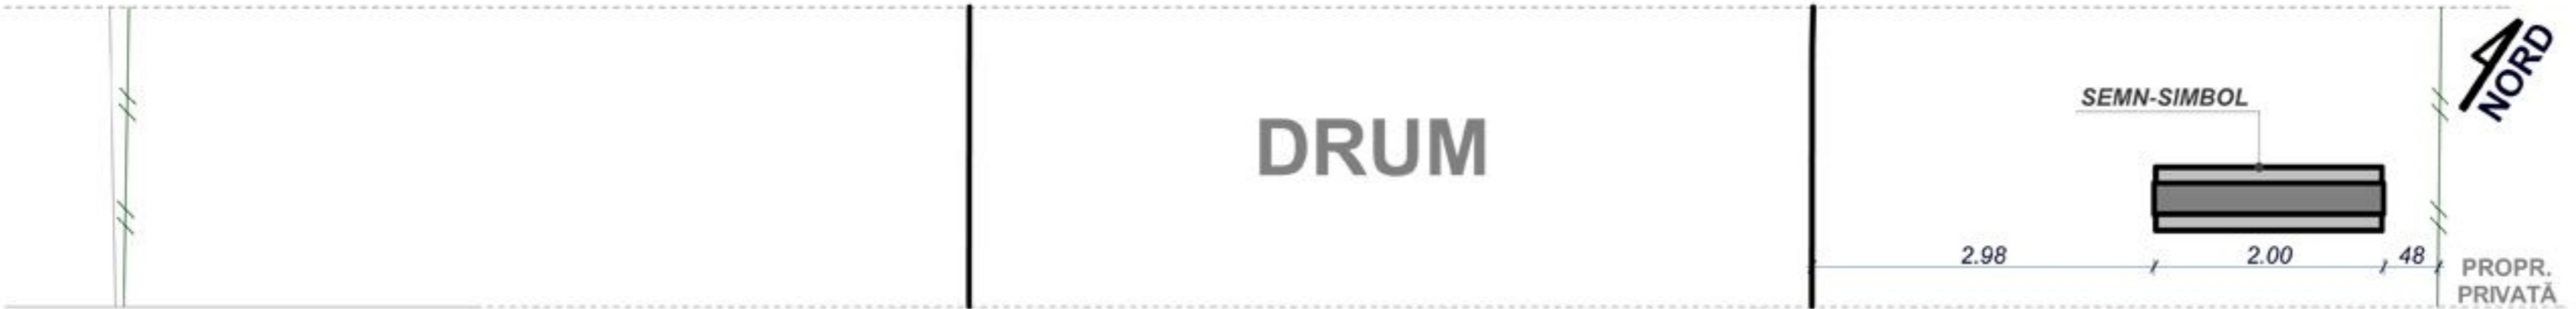 NORD
SEMN-SIMBOL
DRUM
2.98 2.00 48
PROPR.
PRIVATĂ